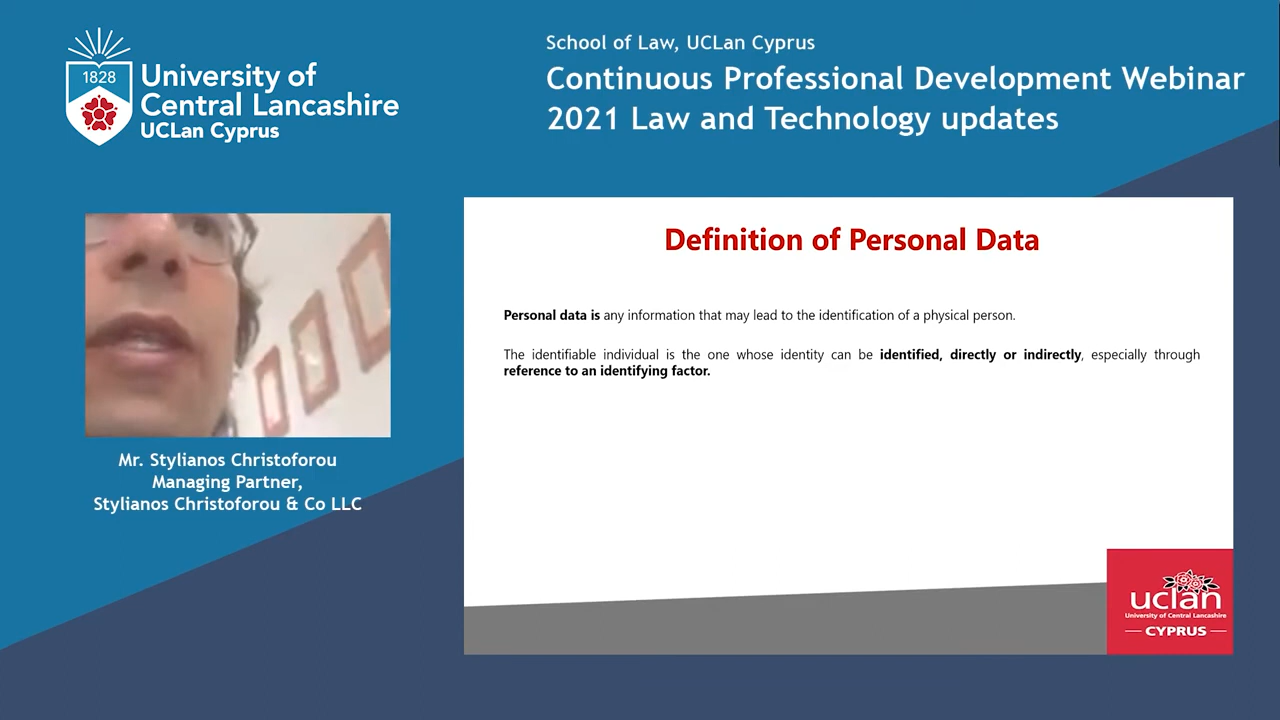 1828
University of
Central Lancashire
UCLan Cyprus
School of Law, UCLan Cyprus
Continuous Professional Development Webinar
2021 Law and Technology updates
Mr. Stylianos Christoforou
Managing Partner,
Stylianos Christoforou & Co LLC
Definition of Personal Data
Personal data is any information that may lead to the identification of a physical person.
The identifiable individual is the one whose identity can be identified, directly or indirectly, especially through
reference to an identifying factor.
uclan
University of Central Lancashire
CYPRUS